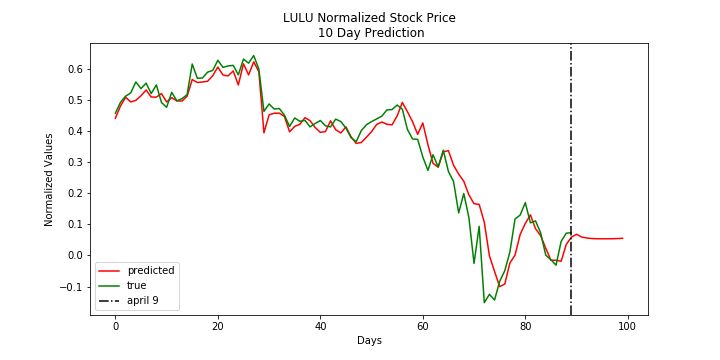 LULU Normalized Stock Price
10 Day Prediction
Normalized Values
0.6
0.5
0.4
0.3
0.2
0.1
0.0
−0.1
predicted
true
april 9
0 20 40 60 80 100
Days